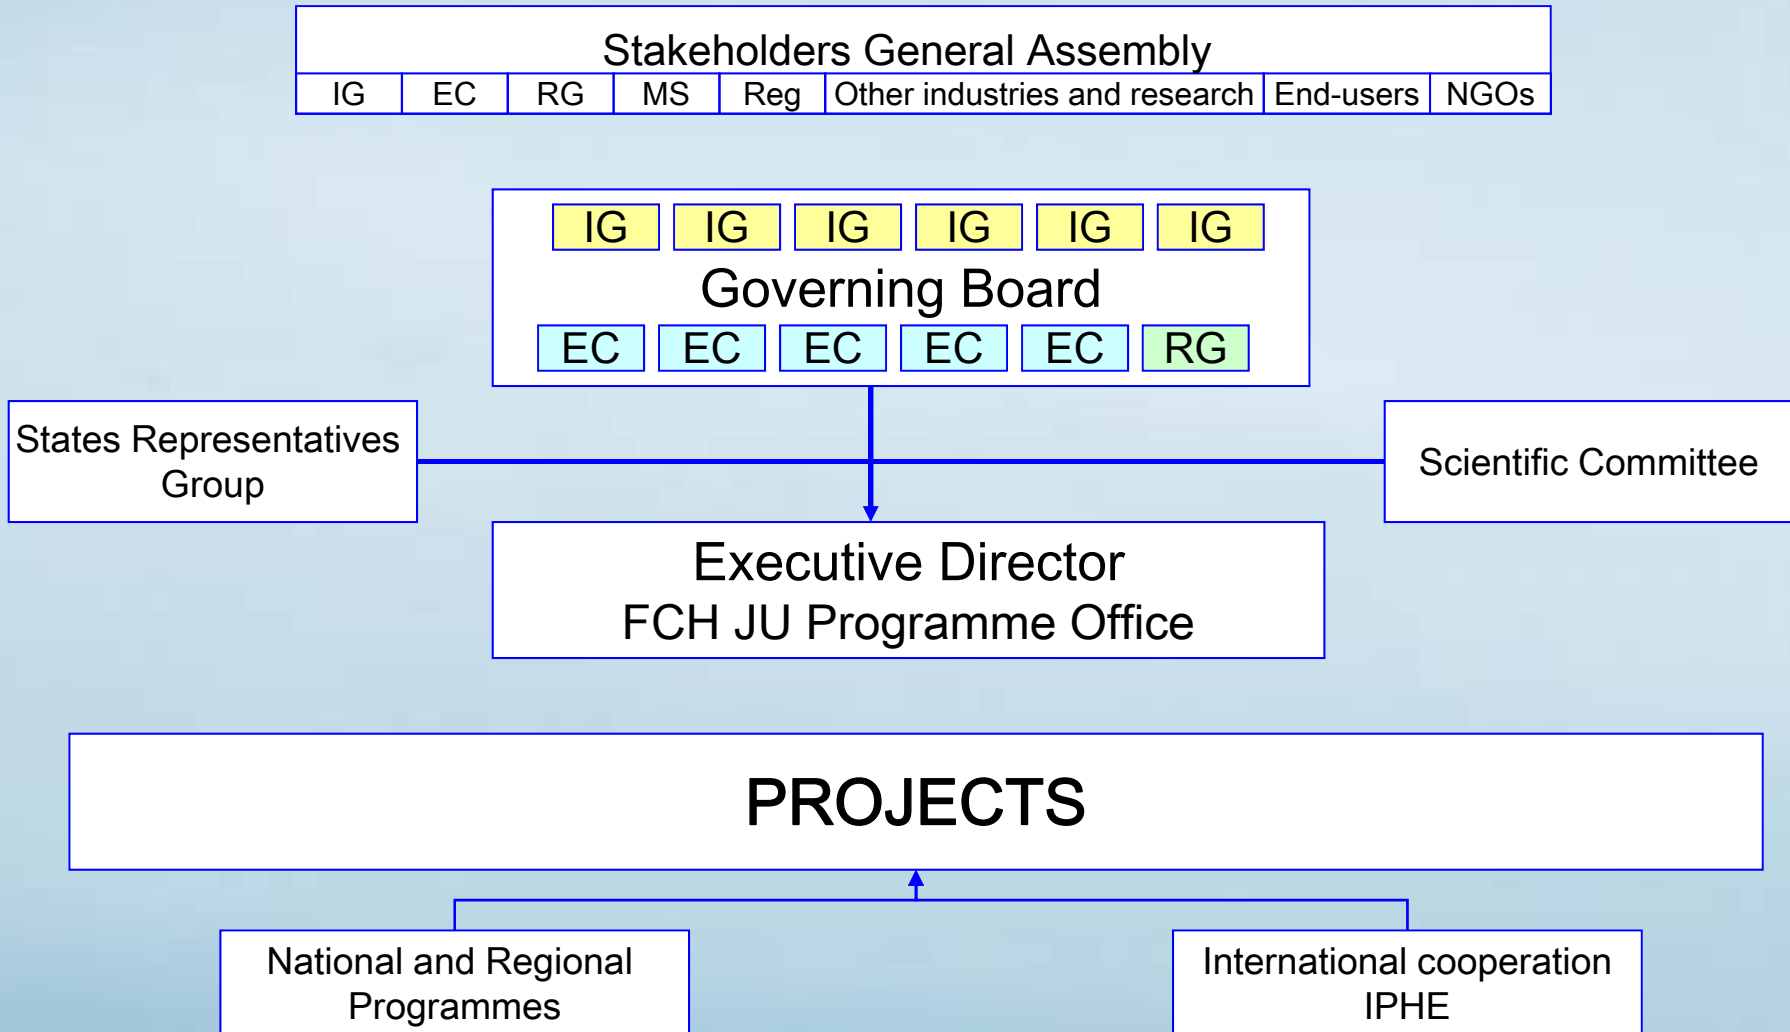 Stakeholders General Assembly
IG EC RG MS Reg Other industries and research End-users NGOs
IG IG IG IG IG IG
Governing Board
EC EC EC EC EC RG
States Representatives
Group
Scientific Committee
Executive Director
FCH JU Programme Office
PROJECTS
National and Regional
Programmes
International cooperation
IPHE